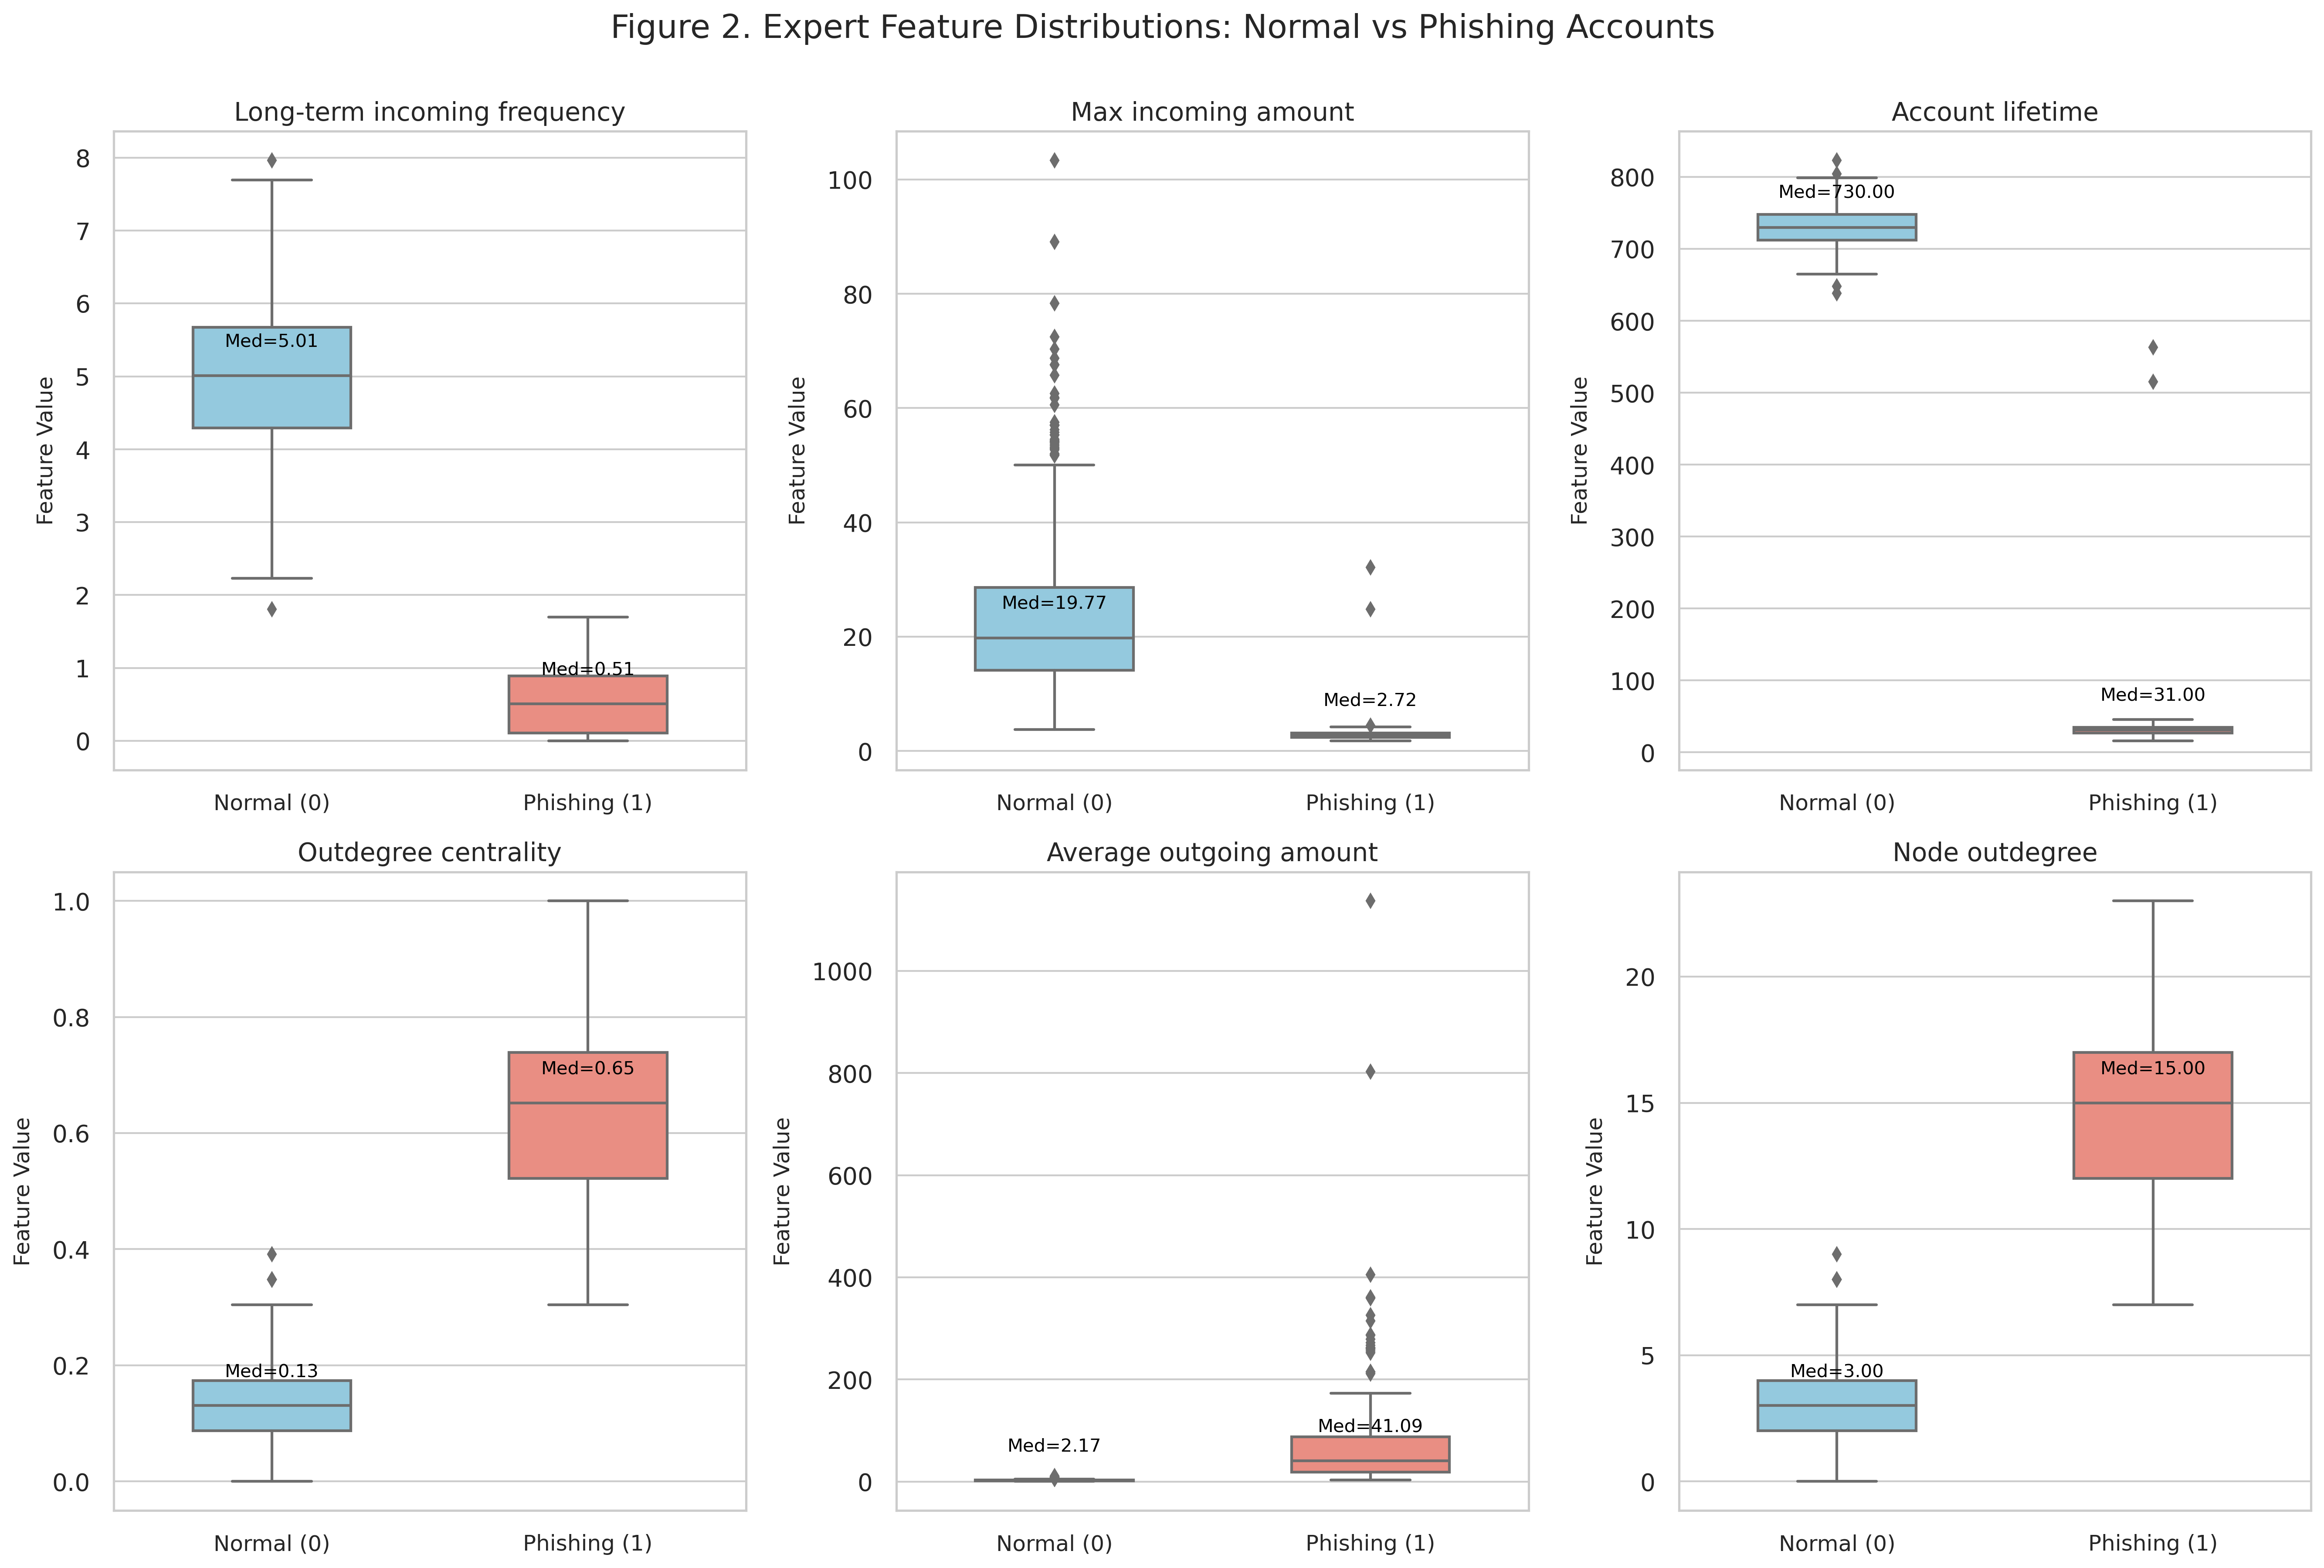 Figure 2. Expert Feature Distributions: Normal vs Phishing Accounts
Long-term incoming frequency
Feature Value
8
7
6
5
4
3
2
1
0
Med=5.01
Med=0.51
Normal (0)
Phishing (1)
Max incoming amount
Feature Value
100
80
60
40
20
0
Med=19.77
Med=2.72
Normal (0)
Phishing (1)
Account lifetime
Feature Value
800
700
600
500
400
300
200
100
0
Med=730.00
Med=31.00
Normal (0)
Phishing (1)
Outdegree centrality
Feature Value
1.0
0.8
0.6
0.4
0.2
0.0
Med=0.13
Med=0.65
Normal (0)
Phishing (1)
Average outgoing amount
Feature Value
1000
800
600
400
200
0
Med=2.17
Med=41.09
Normal (0)
Phishing (1)
Node outdegree
Feature Value
20
15
10
5
0
Med=3.00
Med=15.00
Normal (0)
Phishing (1)